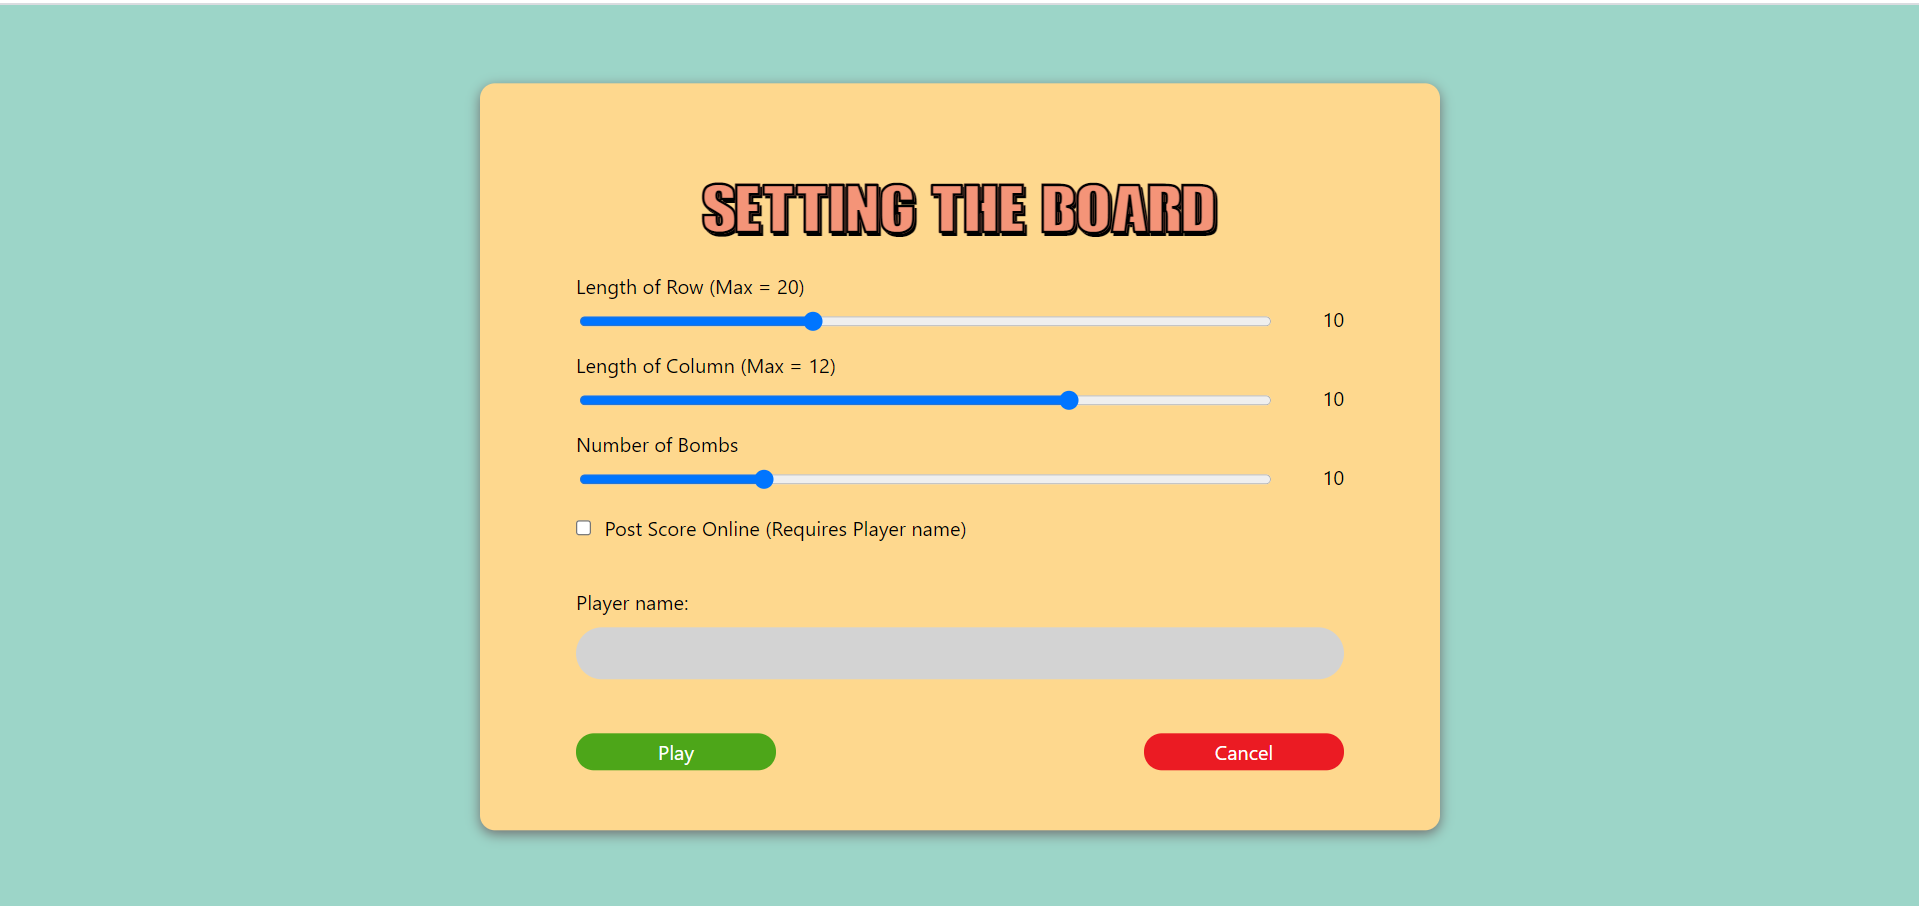 SETTING THE BOARD
Length of Row (Max = 20)
10
Length of Column (Max = 12)
10
Number of Bombs
10
Post Score Online (Requires Player name)
Player name:
Play
Cancel